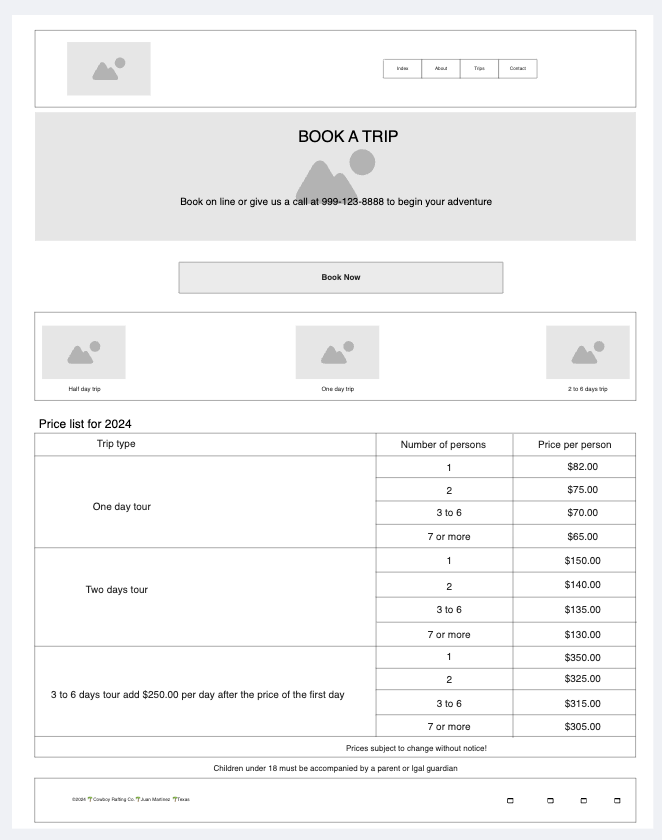 Index About Trips Contact
BOOK A TRIP
Book on line or give us a call at 999-123-8888 to begin your adventure
Book Now
Half day trip One day trip 2 to 6 days trip
Price list for 2024
Trip type Number of persons Price per person
One day tour
1 $82.00
2 $75.00
3 to 6 $70.00
7 or more $65.00
Two days tour
1 $150.00
2 $140.00
3 to 6 $135.00
7 or more $130.00
3 to 6 days tour add $250.00 per day after the price of the first day
1 $350.00
2 $325.00
3 to 6 $315.00
7 or more $305.00
Prices subject to change without notice!
Children under 18 must be accompanied by a parent or lgal guardian
©2024 🌴Cowboy Rafting Co.🌴Juan Martinez 🌴Texas